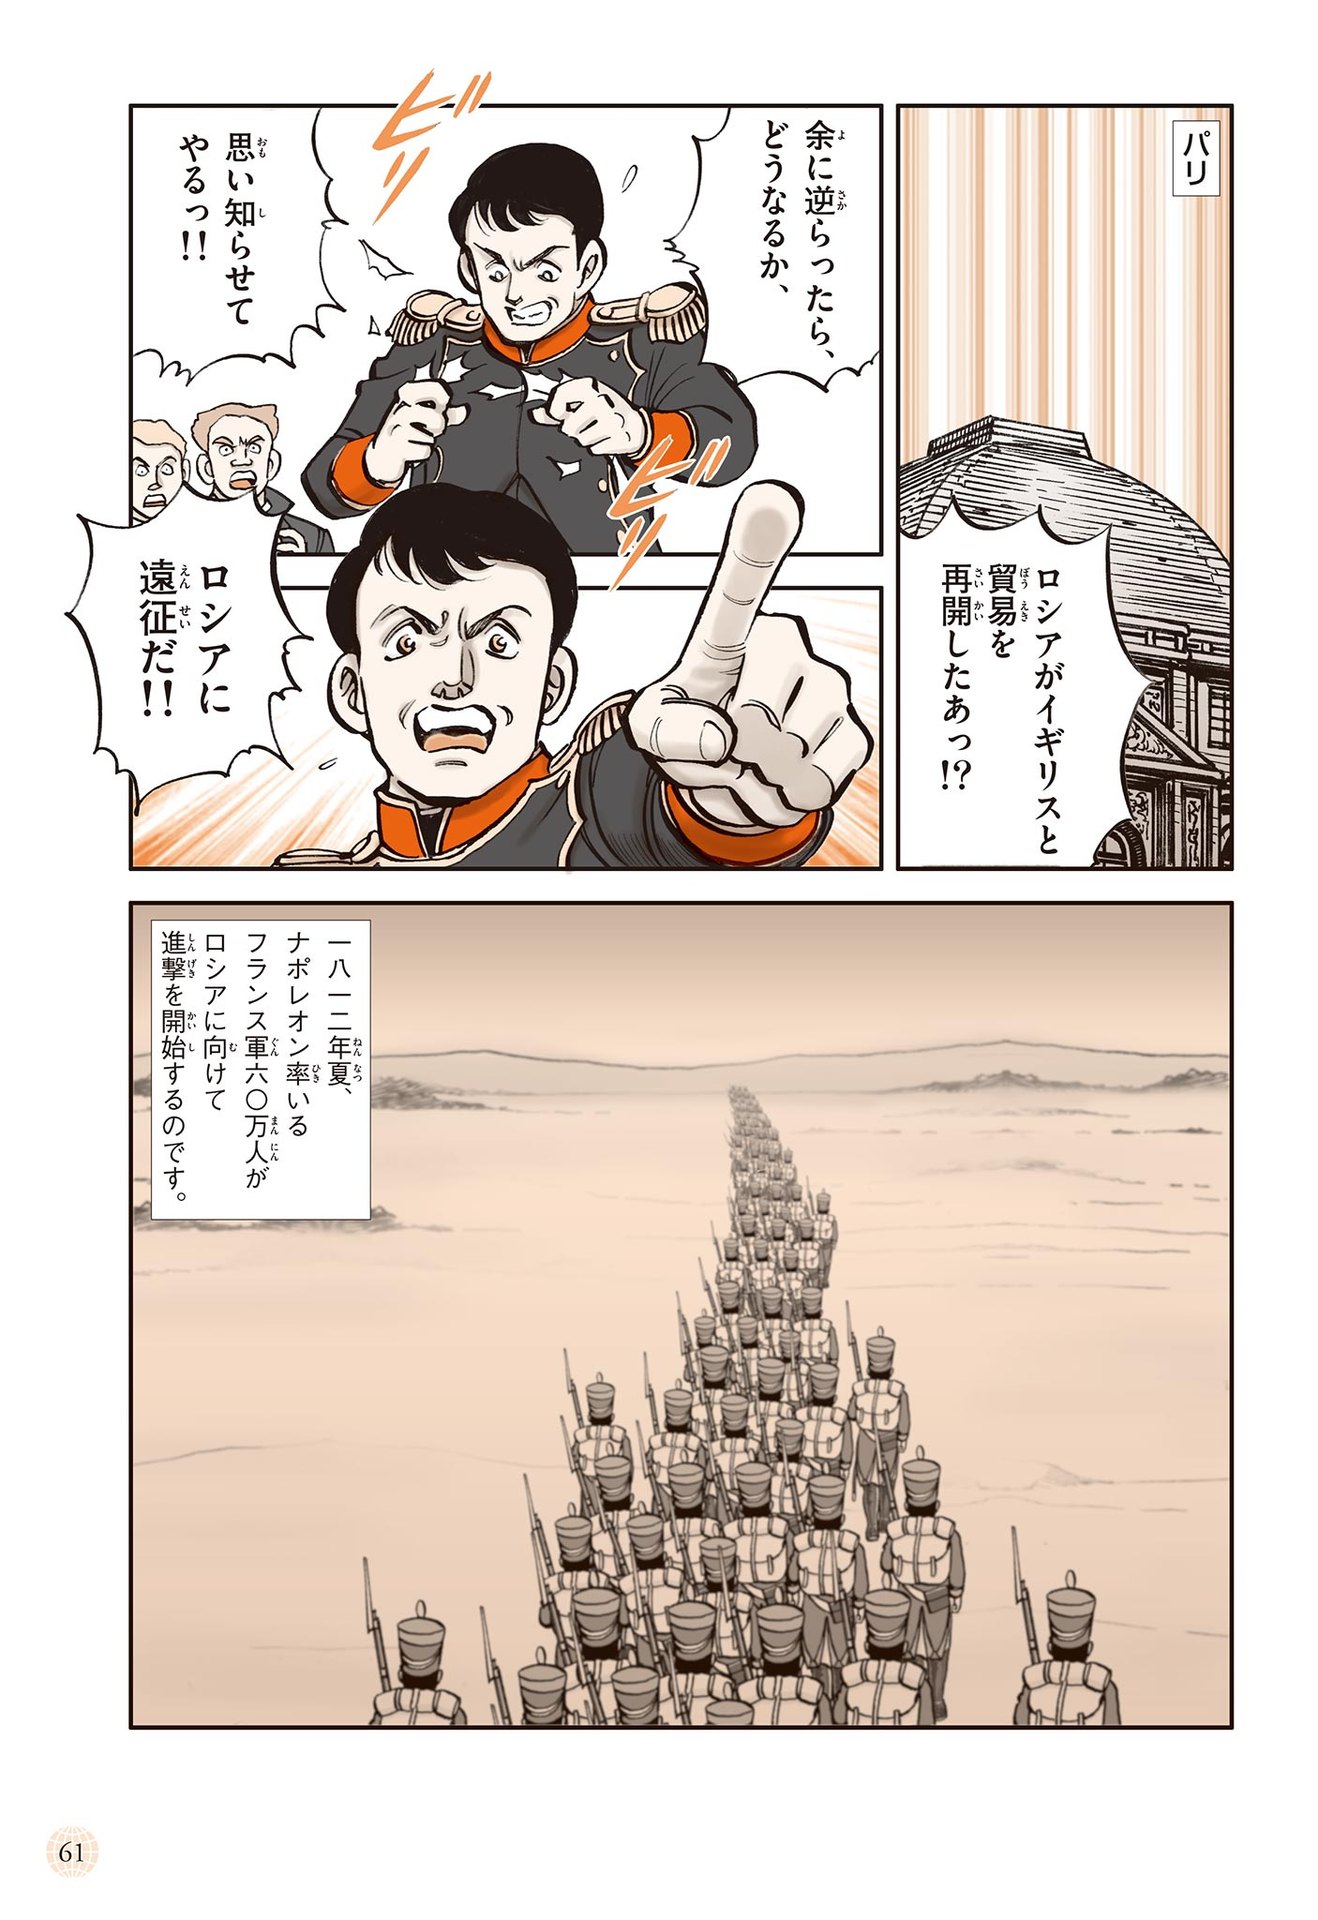 パリ
ロシアがイギリスと
貿易を
再開したあっ!?
余に逆らったら、
どうなるか、
ビリ
思い知らせて
やるっ!!
ビリ
ロシアに
遠征だ!!
一八一二年夏、
ナポレオン率いる
フランス軍六〇万人が
ロシアに向けて
進撃を開始するのです。
61